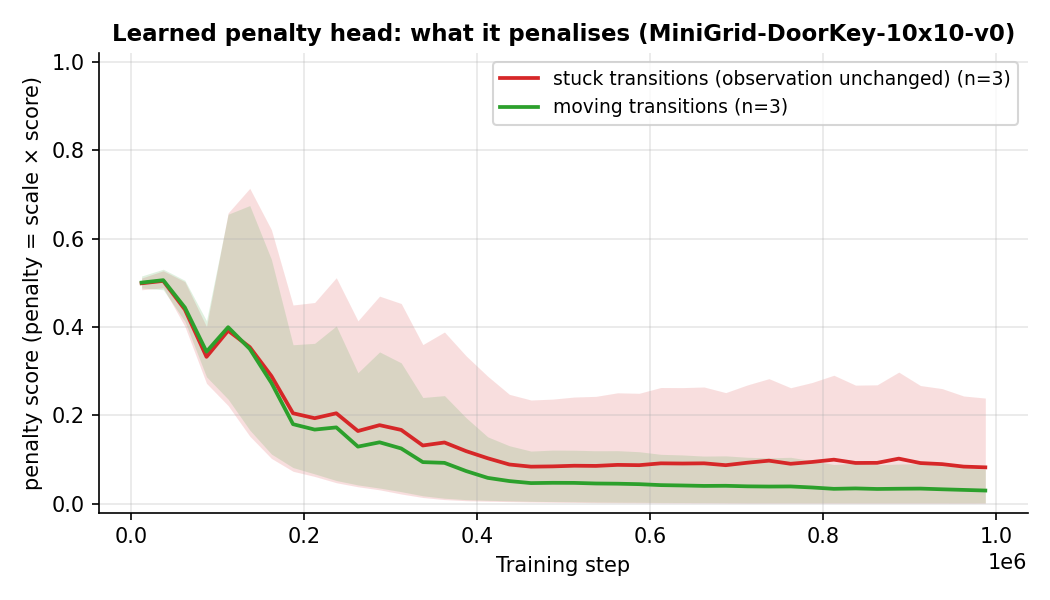 Learned penalty head: what it penalises (MiniGrid-DoorKey-10x10-v0)
penalty score (penalty = scale × score)
1.0
0.8
0.6
0.4
0.2
0.0
stuck transitions (observation unchanged) (n=3)
moving transitions (n=3)
0.0 0.2 0.4 0.6 0.8 1.0
1e6
Training step